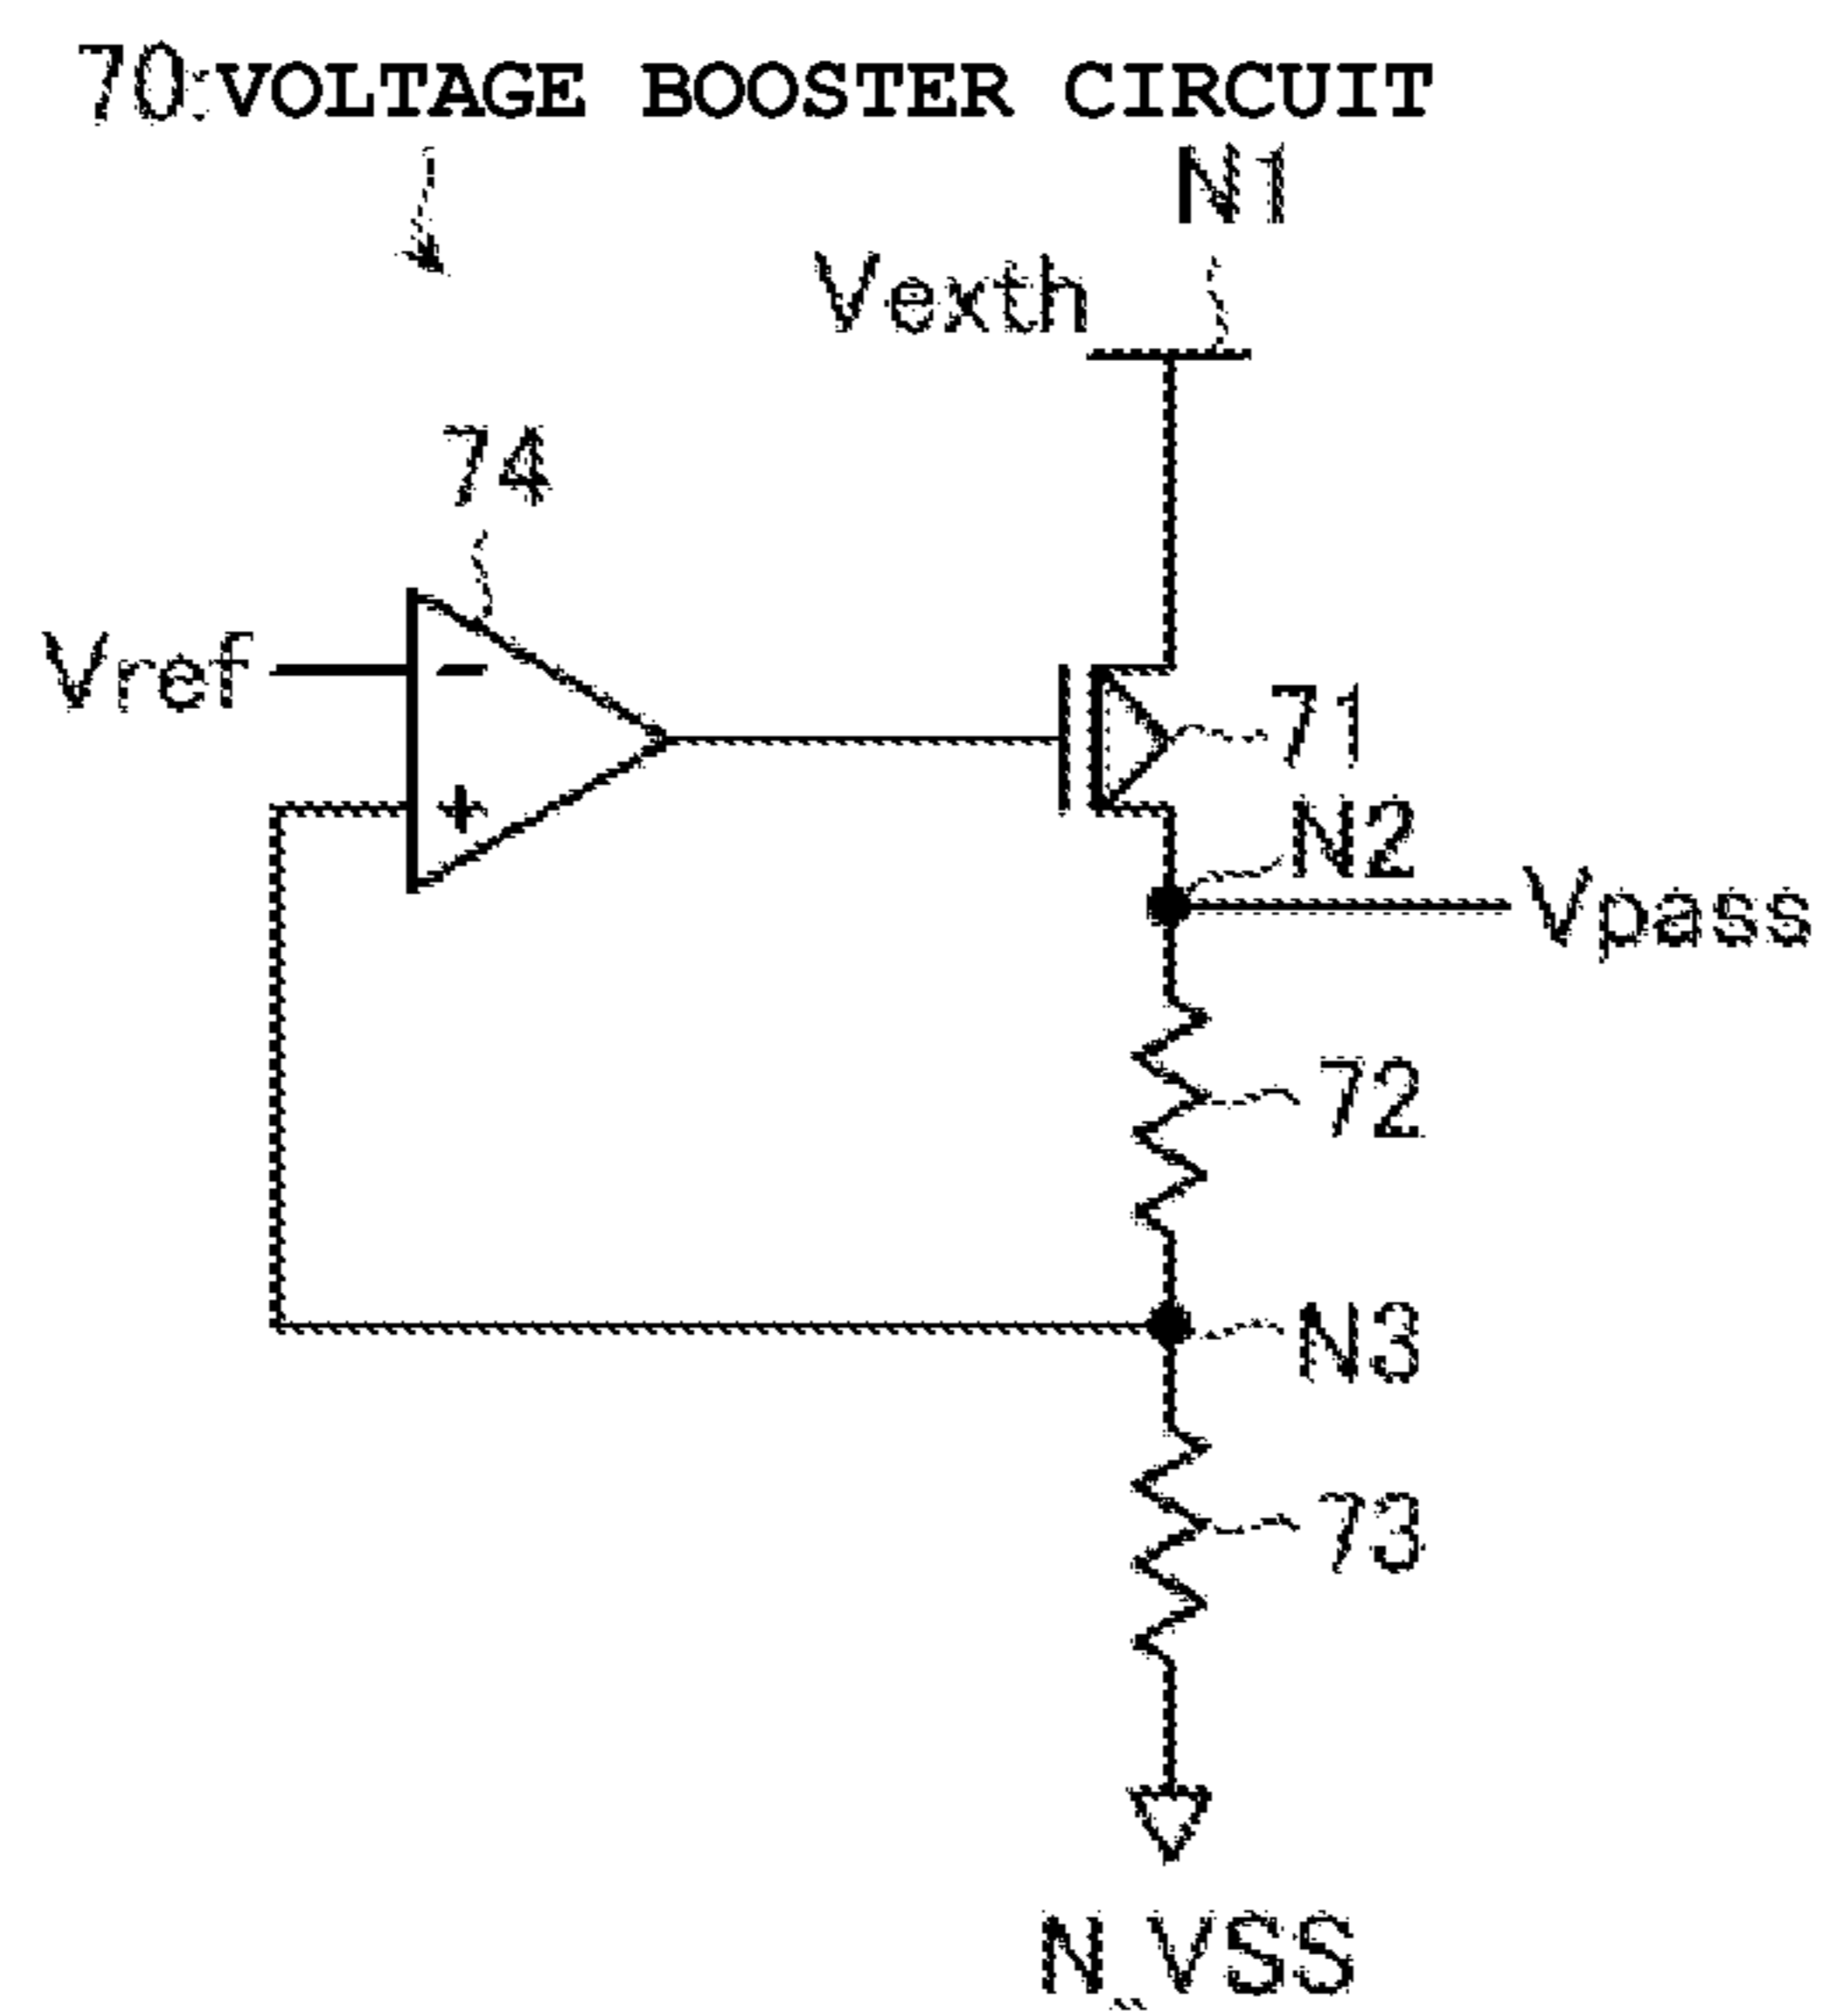 70:VOLTAGE BOOSTER CIRCUIT
N1
Vexth
74
Vref
-
71
+
N2
Vpass
72
N3
73
N_VSS